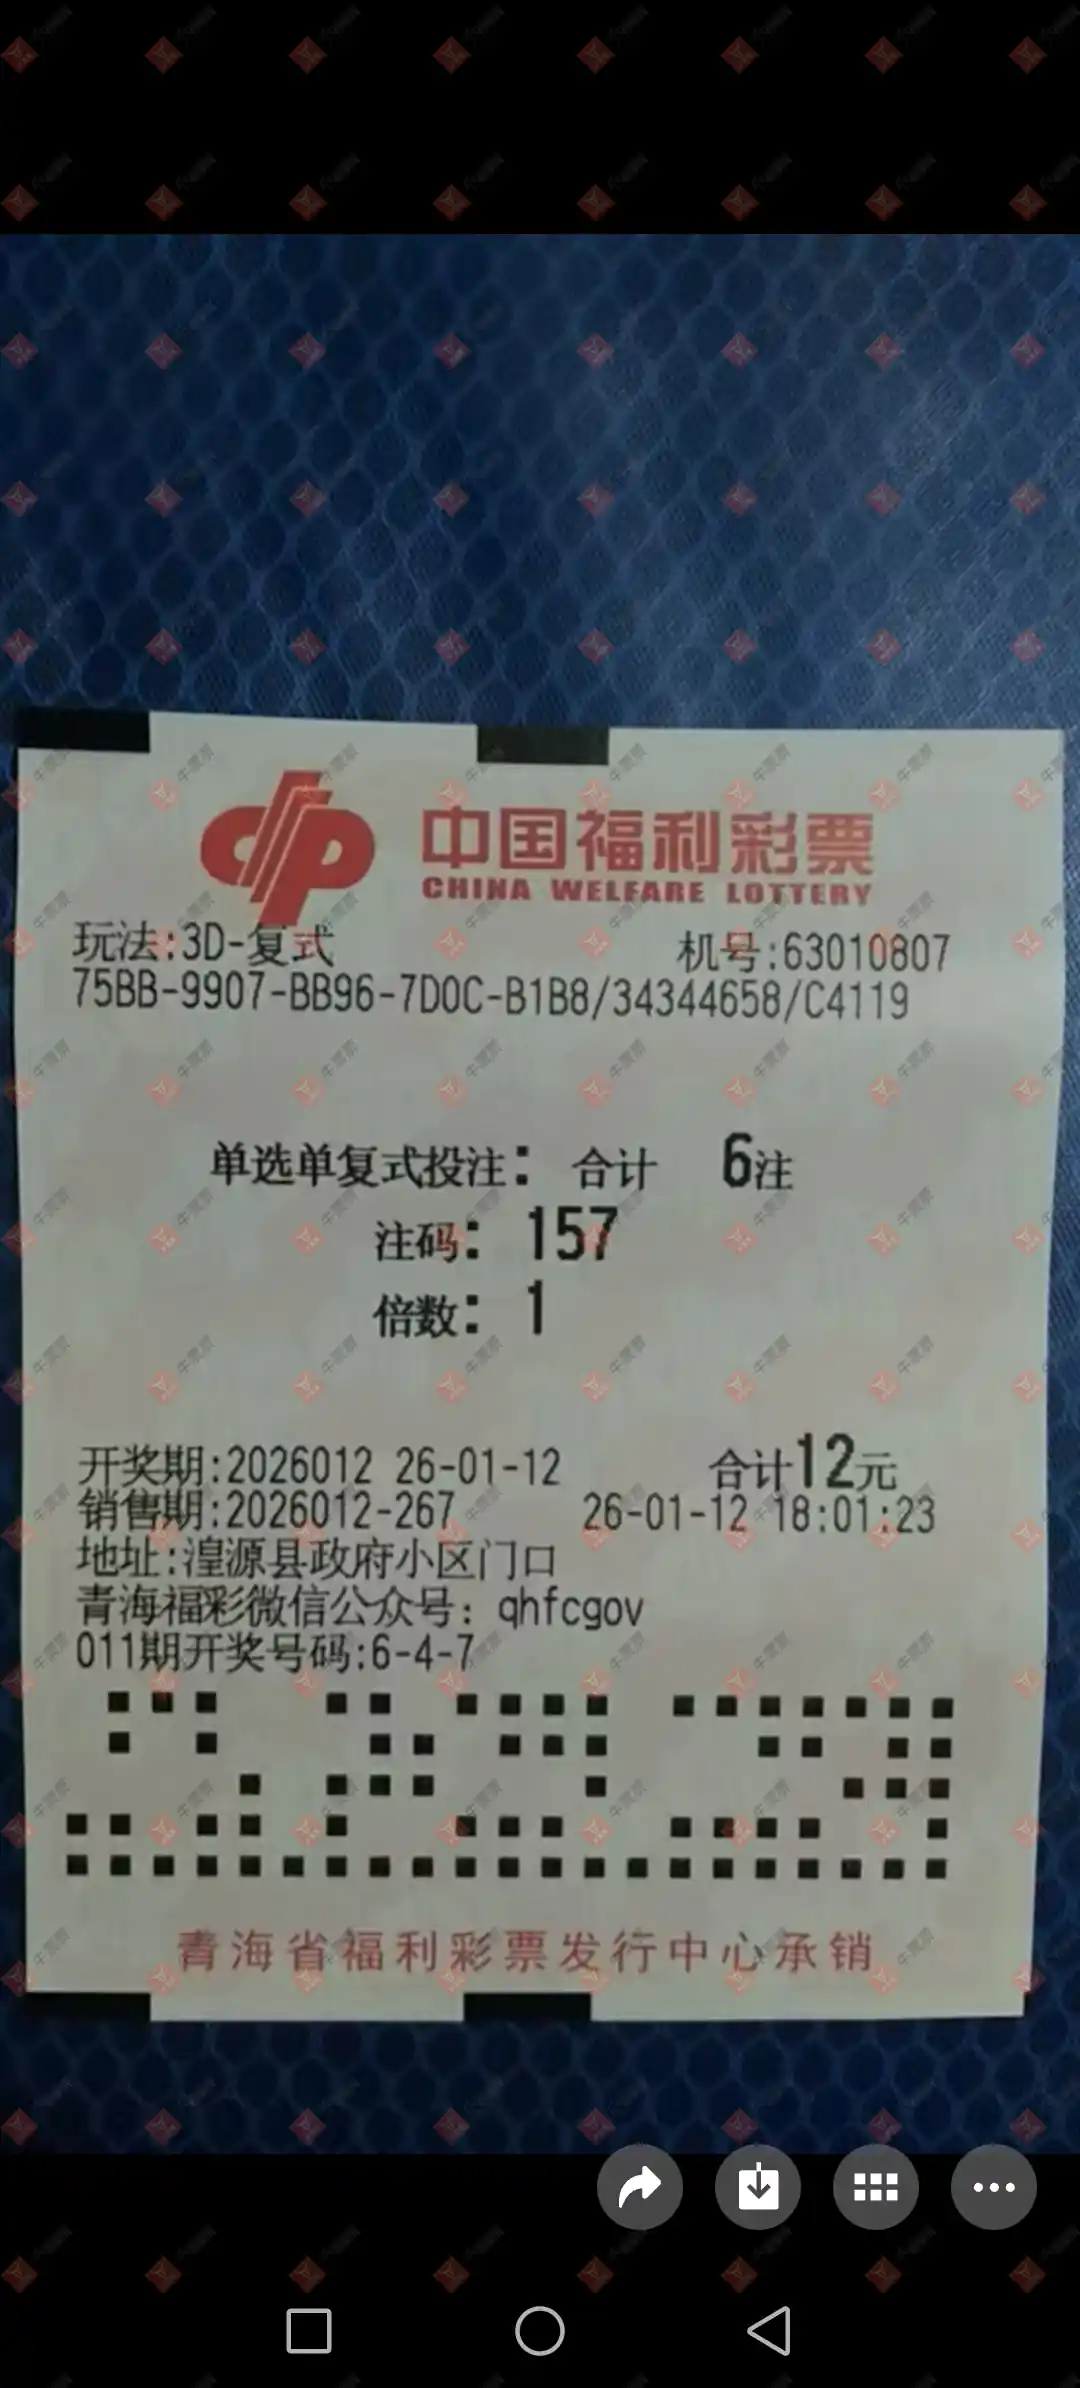 中国福利彩票
CHINA WELFARE LOTTERY
玩法:3D-复式 机号:63010807
75BB-9907-BB96-7D0C-B1B8/34344658/C4119
单选单复式投注: 合计 6注
注码: 157
倍数: 1
开奖期:2026012 26-01-12 合计12元
销售期:2026012-267 26-01-12 18:01:23
地址:湟源县政府小区门口
青海福彩微信公众号: qhfcgov
011期开奖号码:6-4-7
青海省福利彩票发行中心承销